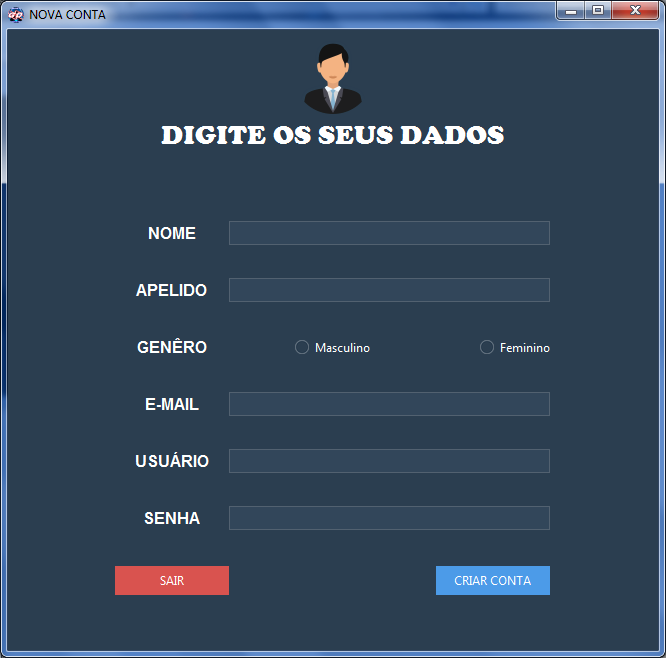 NOVA CONTA
DIGITE OS SEUS DADOS
NOME
APELIDO
GENÊRO Masculino Feminino
E-MAIL
USUÁRIO
SENHA
SAIR CRIAR CONTA